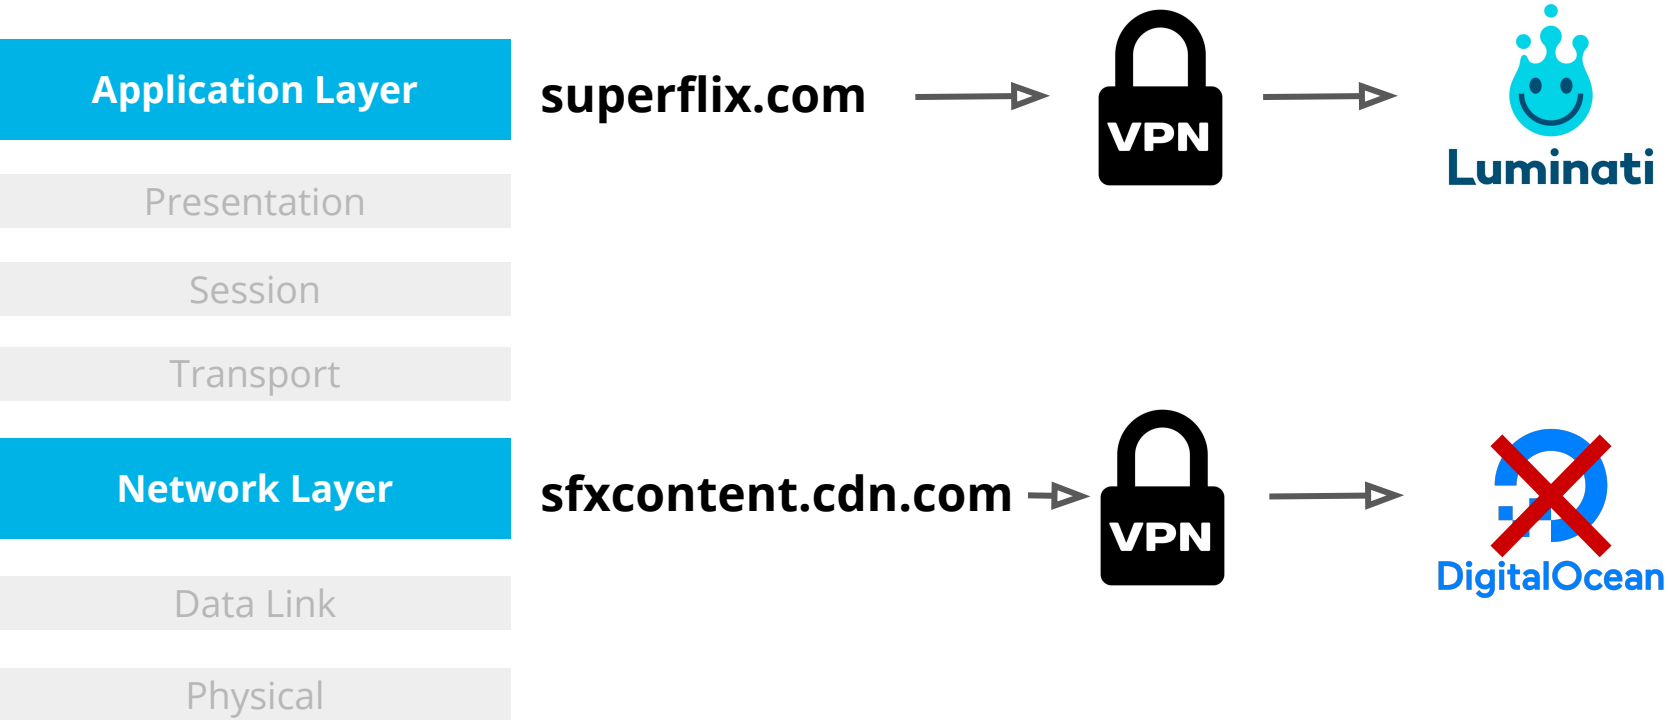 Application Layer
superflix.com
VPN
Luminati
Presentation
Session
Transport
Network Layer
sfxcontent.cdn.com
VPN
DigitalOcean
Data Link
Physical